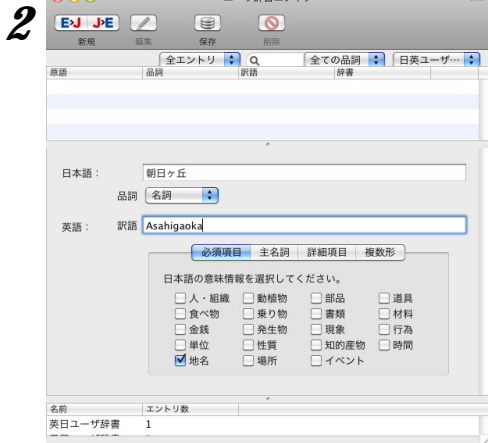 2
E›J J›E
新規 編集 保存 削除
全エントリ 全ての品詞 日英ユーザ…
原語 品詞 訳語 辞書
日本語： 朝日ヶ丘
品詞 名詞
英語： 訳語 Asahigaoka
必須項目 主名詞 詳細項目 複数形
日本語の意味情報を選択してください。
人・組織 動植物 部品 道具
食べ物 乗り物 書類 材料
金銭 発生物 現象 行為
単位 性質 知的産物 時間
地名 場所 イベント
名前 エントリ数
英日ユーザ辞書 1